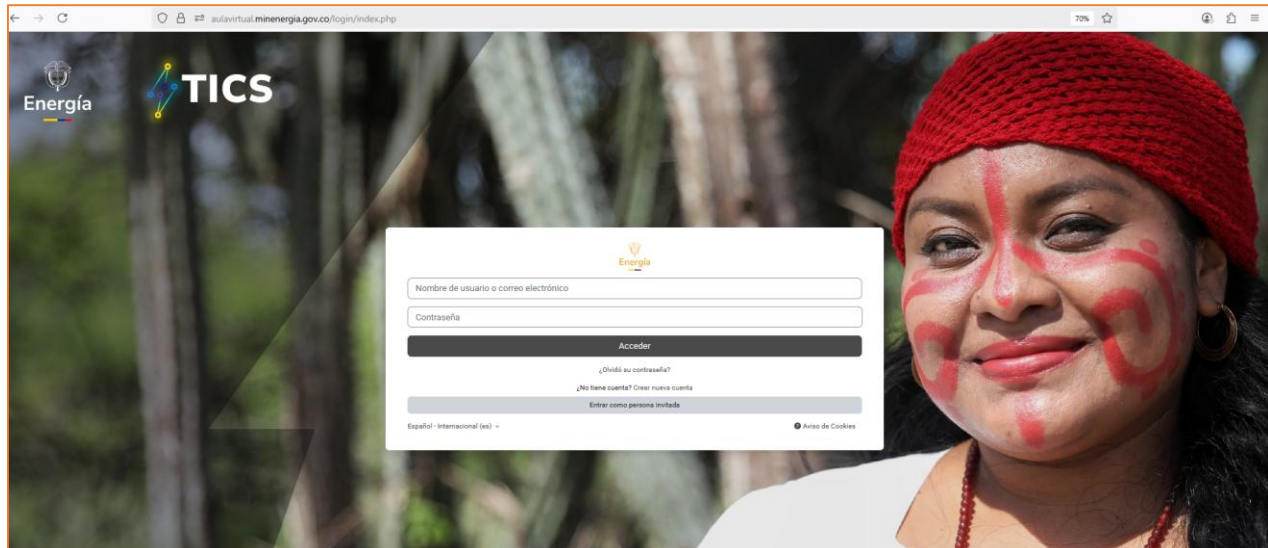 aulavirtual.minenergia.gov.co/login/index.php
70%
Energía
TICS
Energía
Nombre de usuario o correo electrónico
Contraseña
Acceder
¿Olvidó su contraseña?
¿No tiene cuenta? Crear nueva cuenta
Entrar como persona invitada
Español - Internacional (es)
Aviso de Cookies